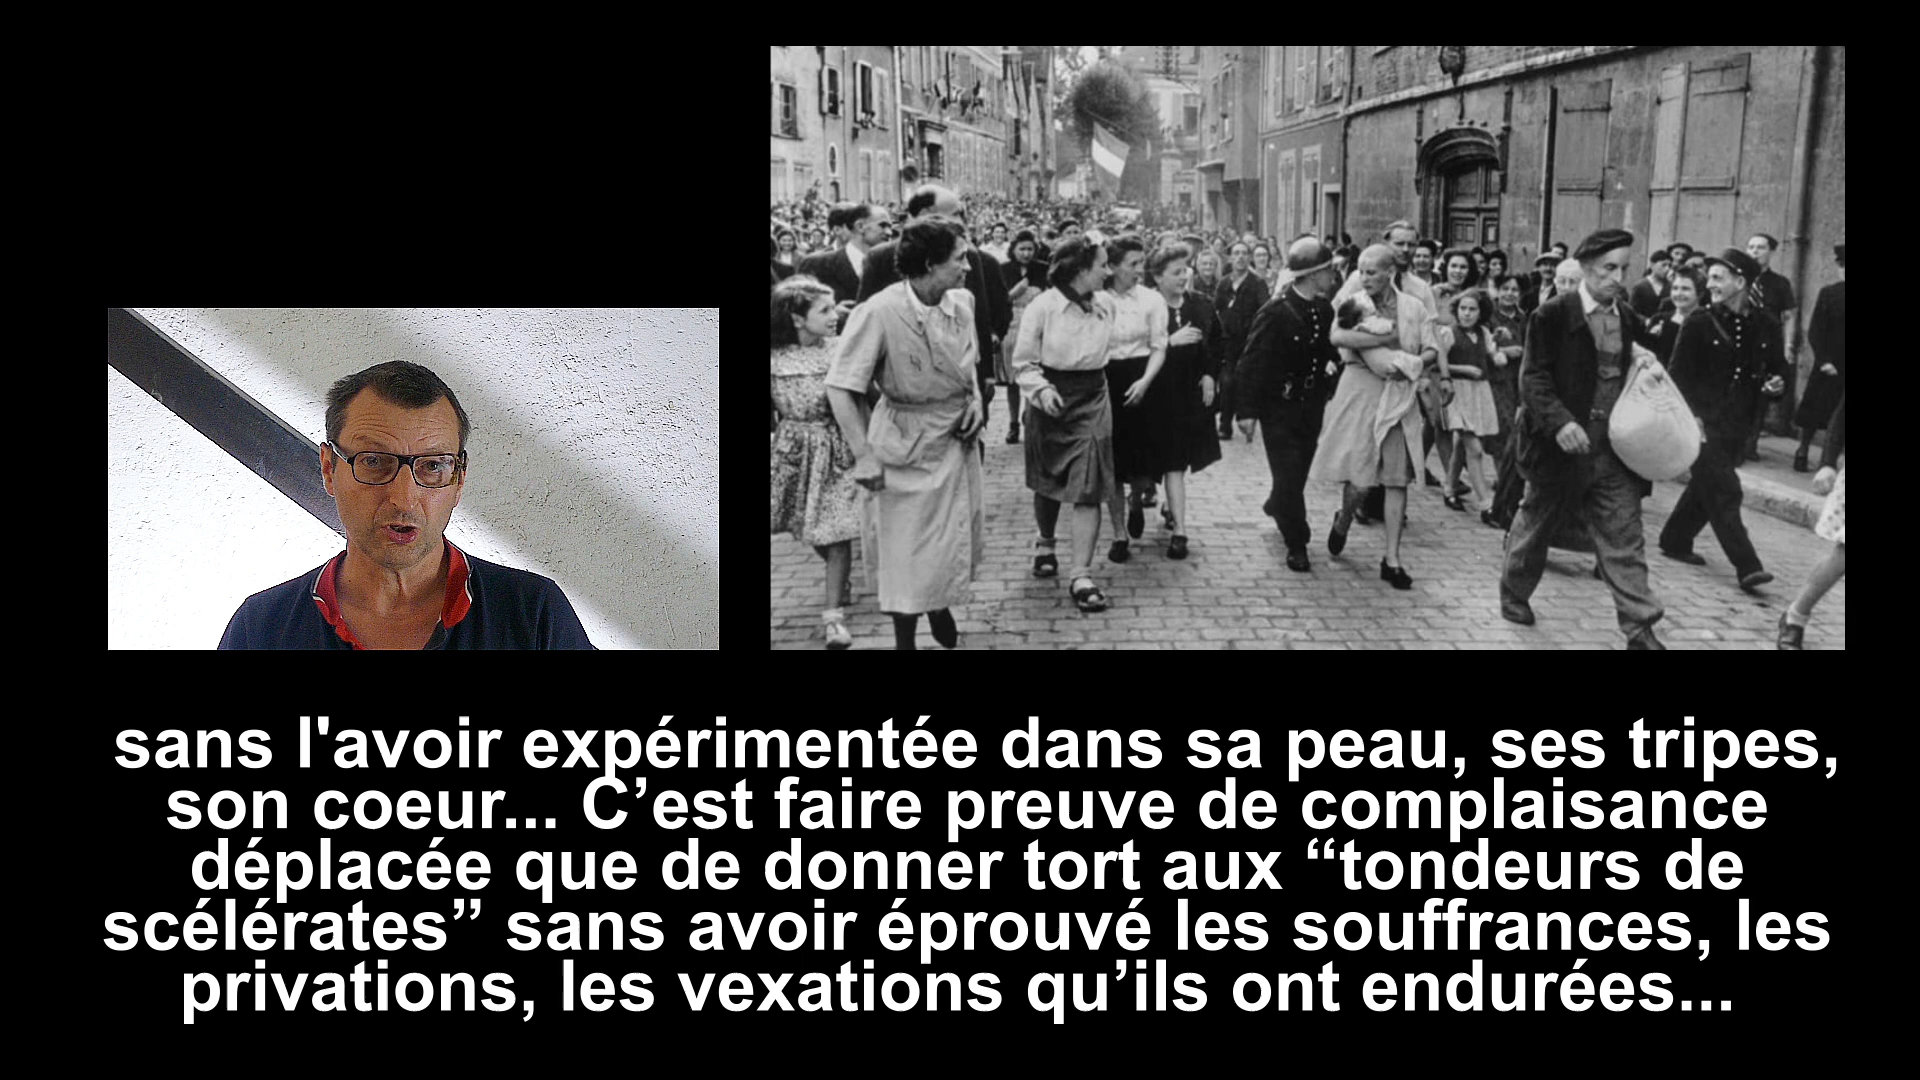 sans l'avoir expérimentée dans sa peau, ses tripes,
son coeur... C’est faire preuve de complaisance
déplacée que de donner tort aux “tondeurs de
scélérates” sans avoir éprouvé les souffrances, les
privations, les vexations qu’ils ont endurées...